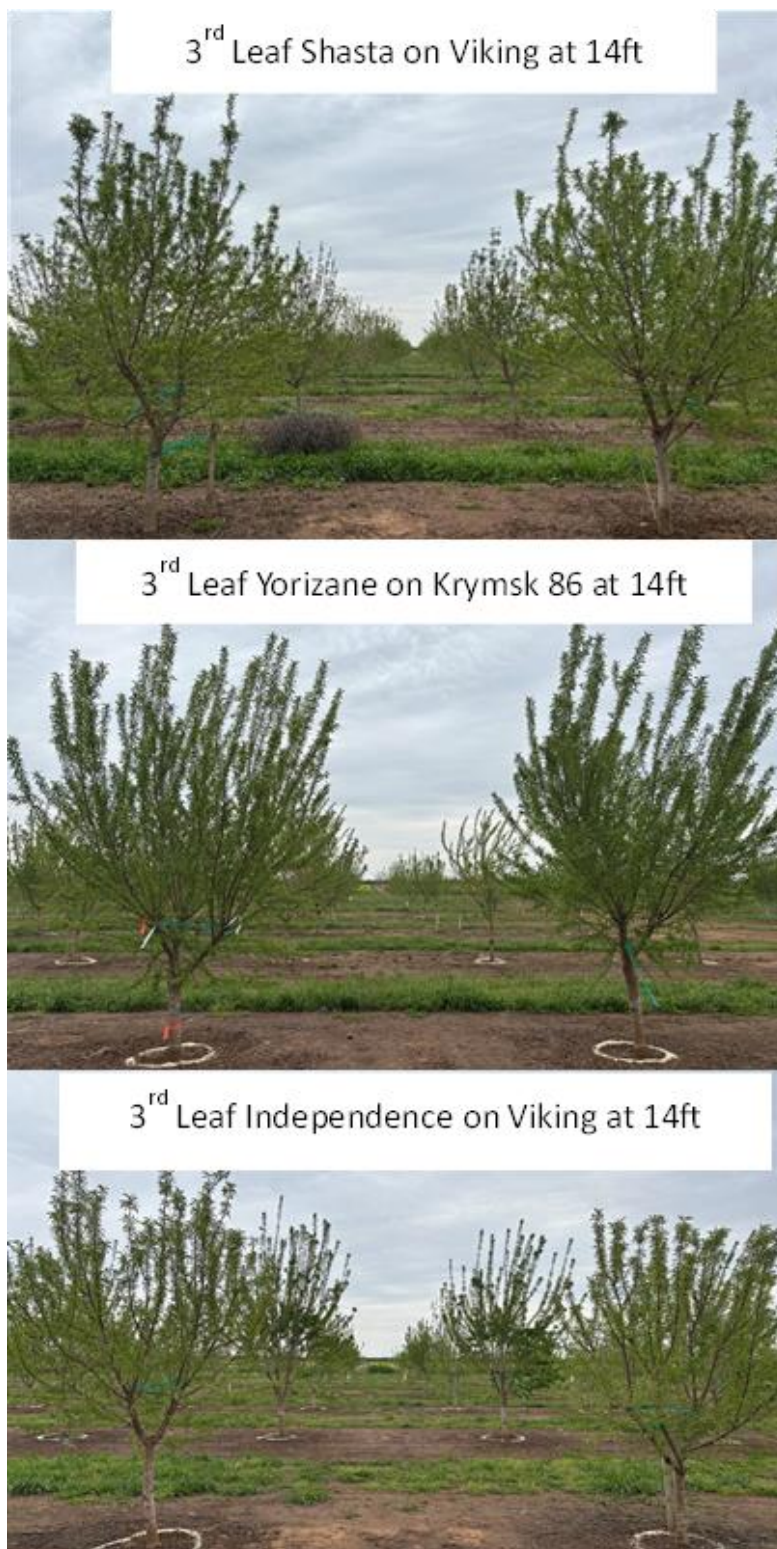 3rd Leaf Shasta on Viking at 14ft
3rd Leaf Yorizane on Krymsk 86 at 14ft
3rd Leaf Independence on Viking at 14ft